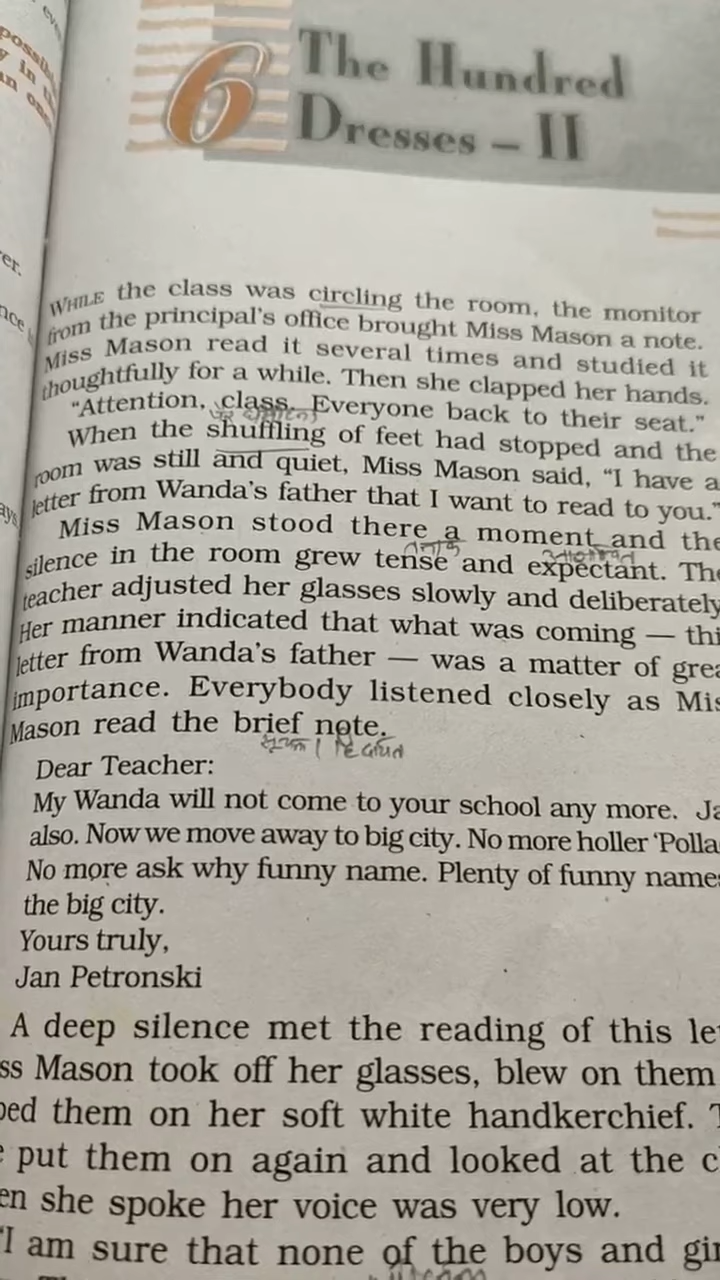 6
The Hundred
Dresses – II
WHILE the class was circling the room, the monitor
from the principal's office brought Miss Mason a note.
Miss Mason read it several times and studied it
thoughtfully for a while. Then she clapped her hands.
“Attention, class. Everyone back to their seat.”
When the shuffling of feet had stopped and the
room was still and quiet, Miss Mason said, “I have a
letter from Wanda's father that I want to read to you.”
Miss Mason stood there a moment and the
silence in the room grew tense and expectant. The
teacher adjusted her glasses slowly and deliberately
Her manner indicated that what was coming — thi
letter from Wanda's father — was a matter of grea
importance. Everybody listened closely as Mis
Mason read the brief note.
Dear Teacher:
My Wanda will not come to your school any more. Ja
also. Now we move away to big city. No more holler ‘Polla
No more ask why funny name. Plenty of funny name
the big city.
Yours truly,
Jan Petronski
A deep silence met the reading of this le
ss Mason took off her glasses, blew on them
ped them on her soft white handkerchief.
put them on again and looked at the c
en she spoke her voice was very low.
“I am sure that none of the boys and gir